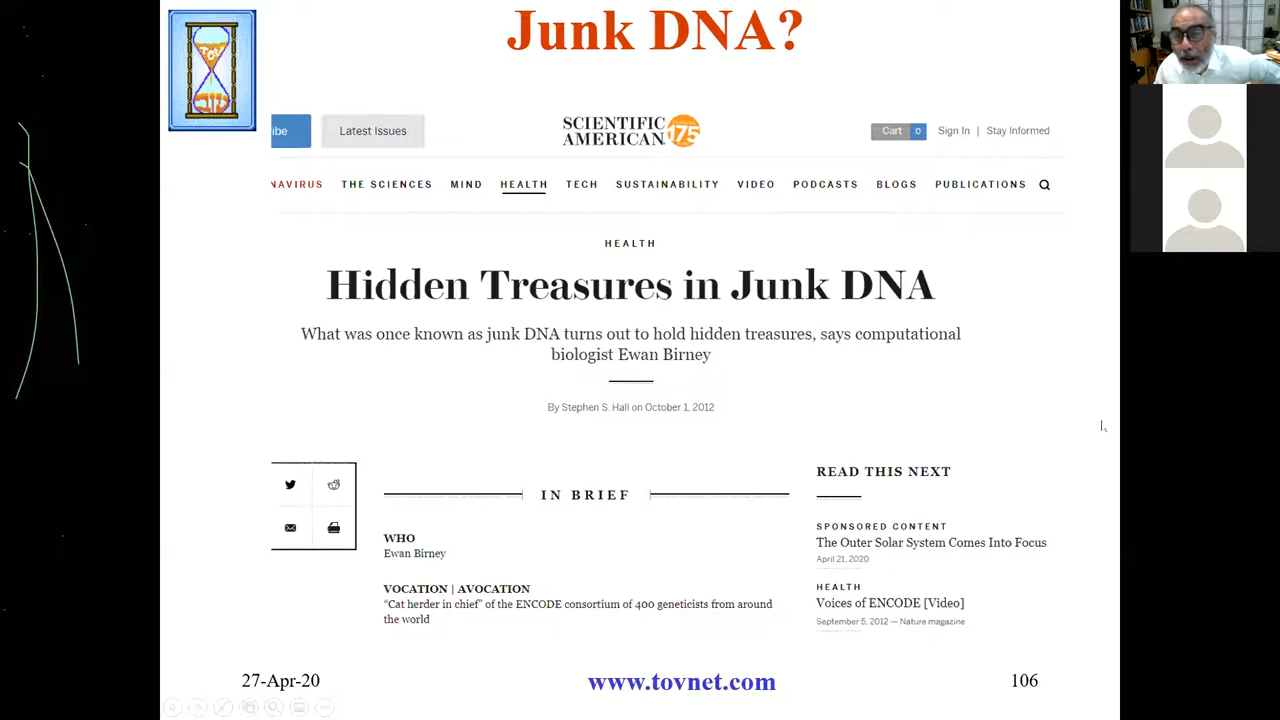 Junk DNA?
ibe
Latest Issues
SCIENTIFIC
AMERICAN 175
Cart 0
Sign In | Stay Informed
NAVIRUS THE SCIENCES MIND HEALTH TECH SUSTAINABILITY VIDEO PODCASTS BLOGS PUBLICATIONS
HEALTH
Hidden Treasures in Junk DNA
What was once known as junk DNA turns out to hold hidden treasures, says computational
biologist Ewan Birney
By Stephen S. Hall on October 1, 2012
IN BRIEF
WHO
Ewan Birney
VOCATION | AVOCATION
“Cat herder in chief” of the ENCODE consortium of 400 geneticists from around
the world
READ THIS NEXT
SPONSORED CONTENT
The Outer Solar System Comes Into Focus
April 21, 2020
HEALTH
Voices of ENCODE [Video]
September 5, 2012 — Nature magazine
27-Apr-20
www.tovnet.com
106